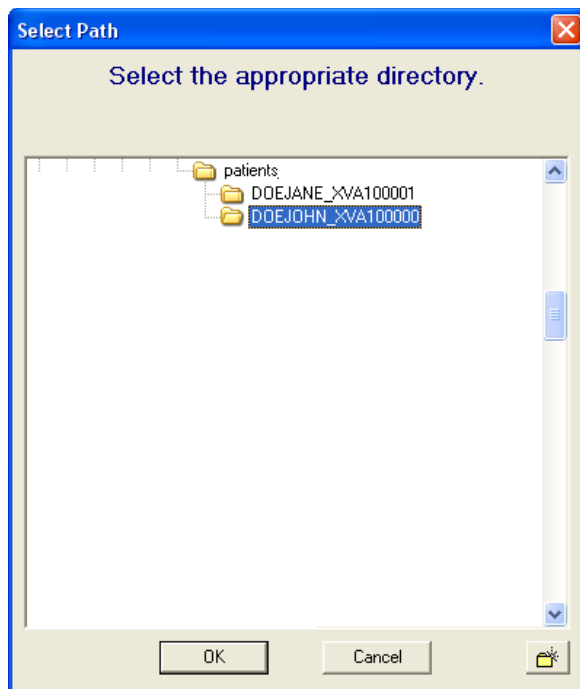 Select Path
Select the appropriate directory.
patients
DOEJANE_XVA100001
DOEJOHN_XVA100000
OK
Cancel